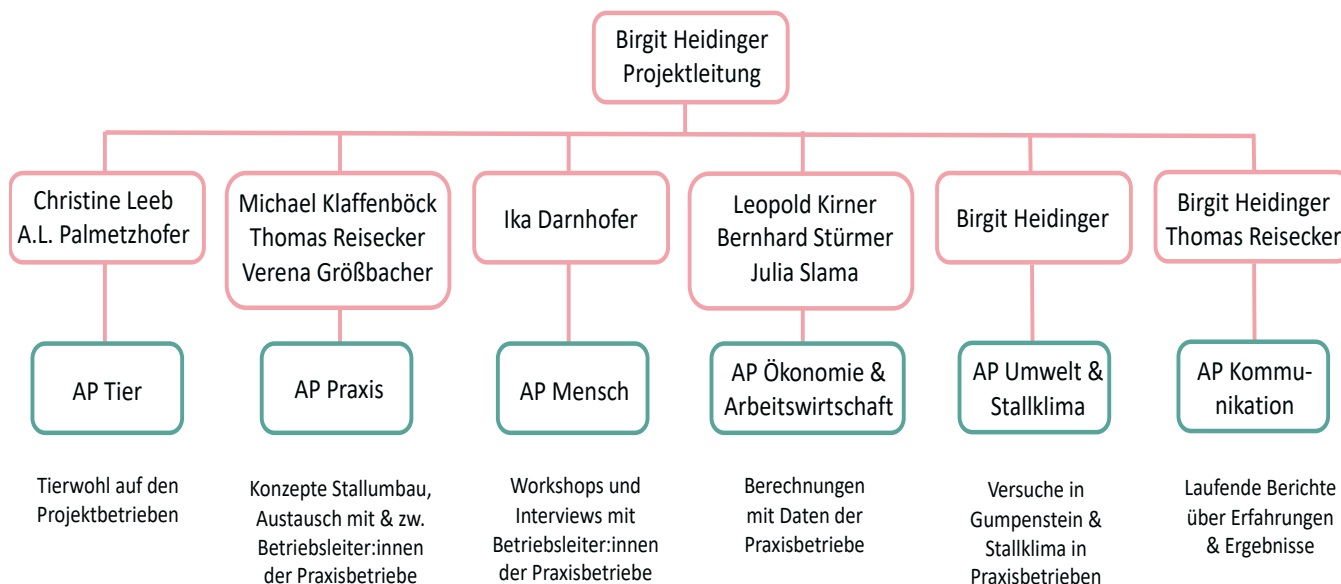 Birgit Heidinger
Projektleitung
Christine Leeb
A.L. Palmetzhofer
Michael Klaffenböck
Thomas Reisecker
Verena Größbacher
Ika Darnhofer
Leopold Kirner
Bernhard Stürmer
Julia Slama
Birgit Heidinger
Birgit Heidinger
Thomas Reisecker
AP Tier
AP Praxis
AP Mensch
AP Ökonomie &
Arbeitswirtschaft
AP Umwelt &
Stallklima
AP Kommu-
nikation
Tierwohl auf den
Projektbetrieben
Konzepte Stallumbau,
Austausch mit & zw.
Betriebsleiter:innen
der Praxisbetriebe
Workshops und
Interviews mit
Betriebsleiter:innen
der Praxisbetriebe
Berechnungen
mit Daten der
Praxisbetriebe
Versuche in
Gumpenstein &
Stallklima in
Praxisbetrieben
Laufende Berichte
über Erfahrungen
& Ergebnisse